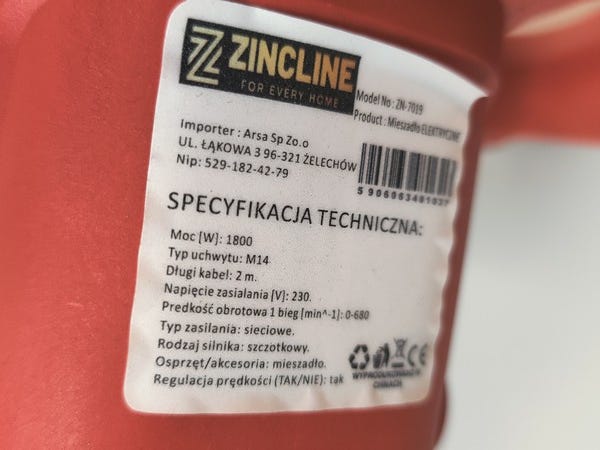 ZINCLINE
FOR EVERY HOME
Model No : ZN-7019
Product : Mieszadło ELEKTRYCZNE
Importer : Arsa Sp Zo.o
UL. ŁĄKOWA 3 96-321 ŻELECHÓW
Nip: 529-182-42-79
SPECYFIKACJA TECHNICZNA:
Moc [W]: 1800
Typ uchwytu: M14
Długi kabel: 2 m.
Napięcie zasialania [V]: 230.
Predkość obrotowa 1 bieg [min^-1]: 0-680
Typ zasilania: sieciowe.
Rodzaj silnika: szczotkowy.
Osprzęt/akcesoria: mieszadło.
Regulacja prędkości (TAK/NIE): tak
CE
WYPRODUKOWANO W
CHINACH